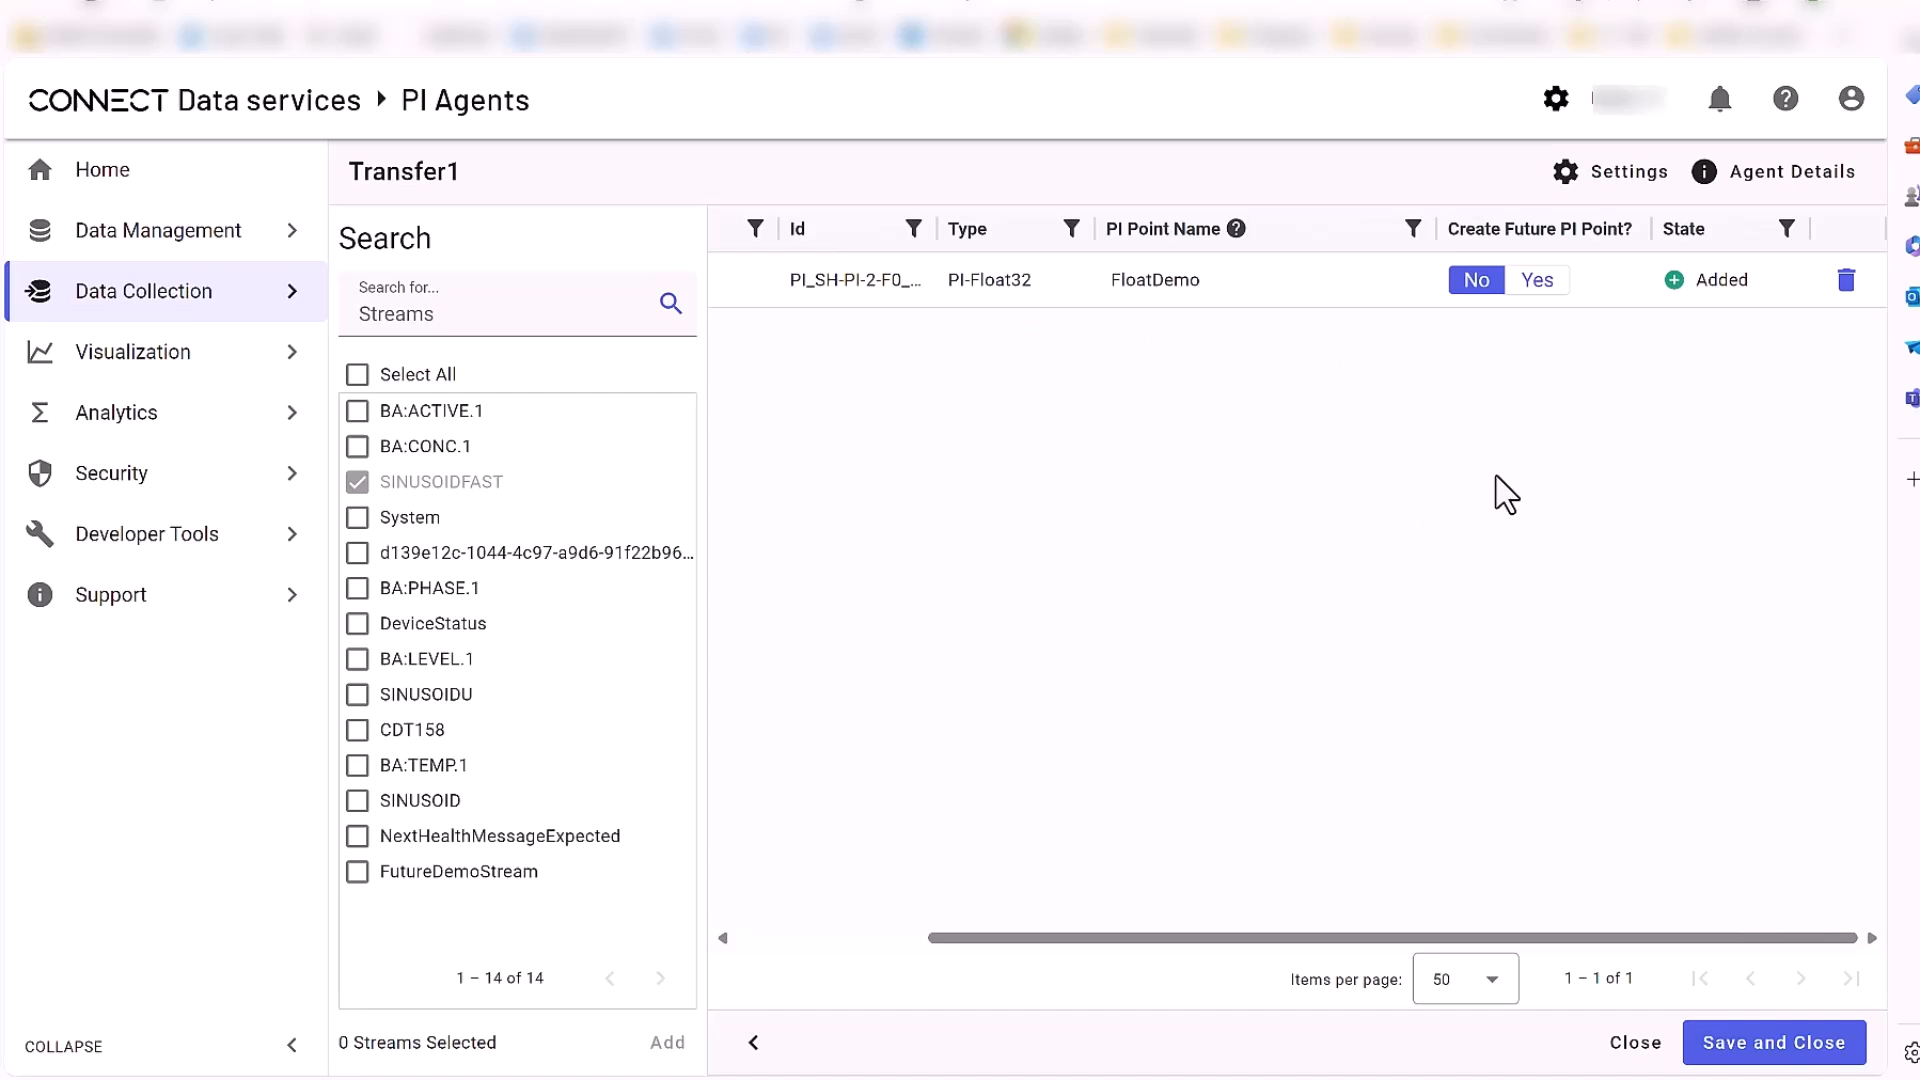 CONNECT Data services PI Agents
Home
Data Management
Data Collection
Visualization
Analytics
Security
Developer Tools
Support
COLLAPSE
Transfer1
Settings
Agent Details
Search
Search for...
Streams
Select All
BA:ACTIVE.1
BA:CONC.1
SINUSOIDFAST
System
d139e12c-1044-4c97-a9d6-91f22b96...
BA:PHASE.1
DeviceStatus
BA:LEVEL.1
SINUSOIDU
CDT158
BA:TEMP.1
SINUSOID
NextHealthMessageExpected
FutureDemoStream
1 – 14 of 14
0 Streams Selected Add
Id Type PI Point Name Create Future PI Point? State
PI_SH-PI-2-F0_... PI-Float32 FloatDemo No Yes Added
Items per page: 50 1 – 1 of 1
Close Save and Close